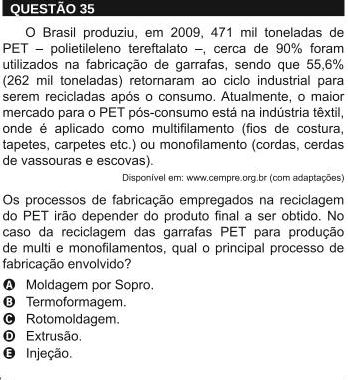 QUESTÃO 35
O Brasil produziu, em 2009, 471 mil toneladas de
PET – polietileleno tereftalato –, cerca de 90% foram
utilizados na fabricação de garrafas, sendo que 55,6%
(262 mil toneladas) retornaram ao ciclo industrial para
serem recicladas após o consumo. Atualmente, o maior
mercado para o PET pós-consumo está na indústria têxtil,
onde é aplicado como multifilamento (fios de costura,
tapetes, carpetes etc.) ou monofilamento (cordas, cerdas
de vassouras e escovas).
Disponível em: www.cempre.org.br (com adaptações)
Os processos de fabricação empregados na reciclagem
do PET irão depender do produto final a ser obtido. No
caso da reciclagem das garrafas PET para produção
de multi e monofilamentos, qual o principal processo de
fabricação envolvido?
A Moldagem por Sopro.
B Termoformagem.
C Rotomoldagem.
D Extrusão.
E Injeção.